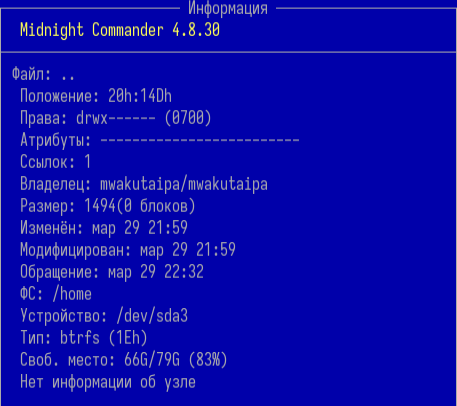 Информация
Midnight Commander 4.8.30
Файл: ..
Положение: 20h:14Dh
Права: drwx------ (0700)
Атрибуты: -------------------------
Ссылок: 1
Владелец: mwakutaipa/mwakutaipa
Размер: 1494(0 блоков)
Изменён: мар 29 21:59
Модифицирован: мар 29 21:59
Обращение: мар 29 22:32
ФС: /home
Устройство: /dev/sda3
Тип: btrfs (1Eh)
Своб. место: 66G/79G (83%)
Нет информации об узле